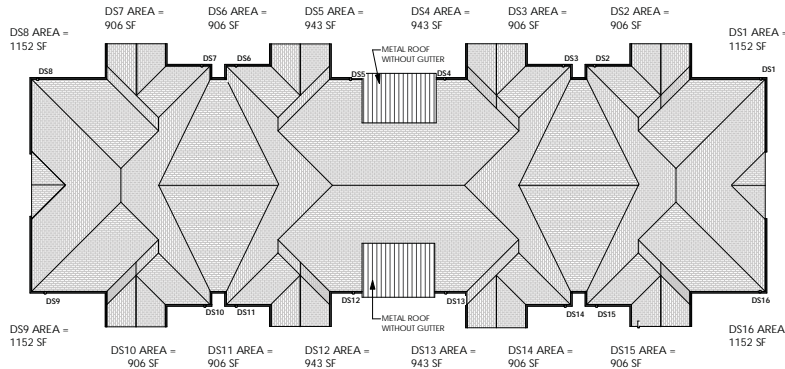 DS8 AREA =
1152 SF
DS7 AREA =
906 SF
DS6 AREA =
906 SF
DS5 AREA =
943 SF
DS4 AREA =
943 SF
DS3 AREA =
906 SF
DS2 AREA =
906 SF
DS1 AREA =
1152 SF
METAL ROOF
WITHOUT GUTTER
DS8
DS7
DS6
DS5
DS4
DS3
DS2
DS1
DS9
DS10
DS11
DS12
DS13
DS14
DS15
DS16
METAL ROOF
WITHOUT GUTTER
DS9 AREA =
1152 SF
DS10 AREA =
906 SF
DS11 AREA =
906 SF
DS12 AREA =
943 SF
DS13 AREA =
943 SF
DS14 AREA =
906 SF
DS15 AREA =
906 SF
DS16 AREA
1152 SF